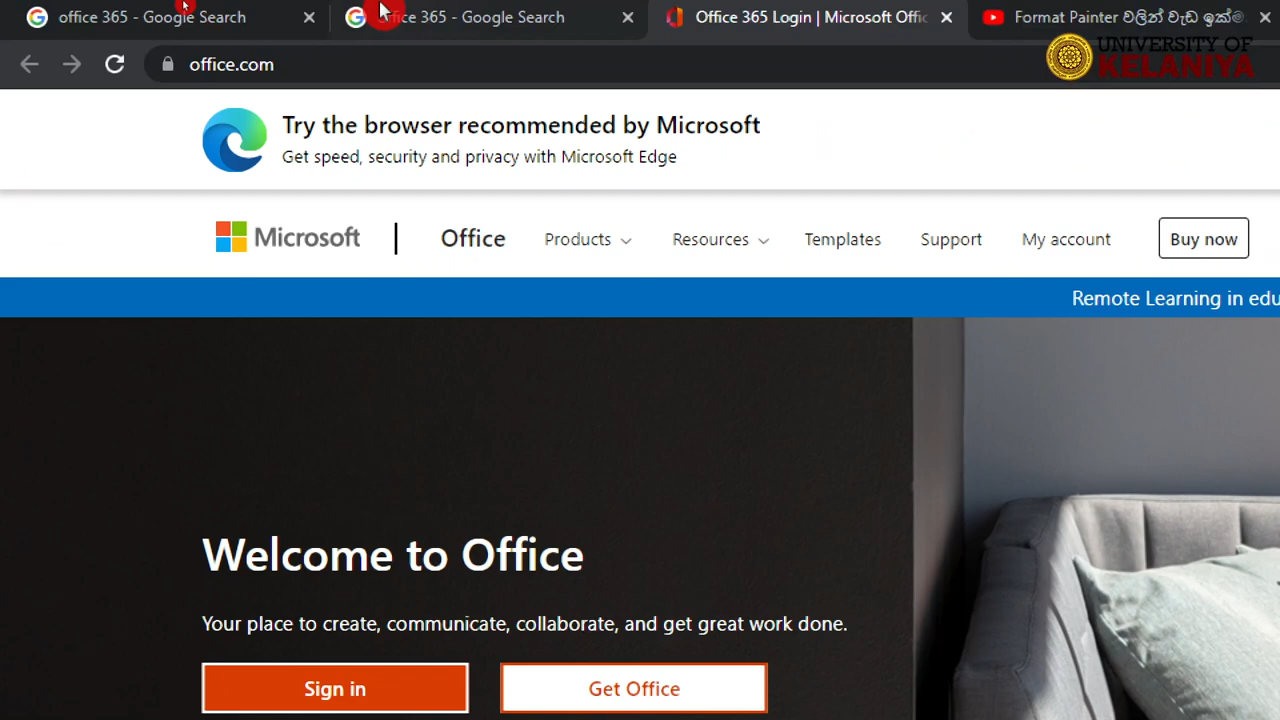 office 365 - Google Search
office 365 - Google Search
Office 365 Login | Microsoft Offic
Format Painter වලින් වැඩ ඉක්ම
office.com
UNIVERSITY OF
KELANIYA
Try the browser recommended by Microsoft
Get speed, security and privacy with Microsoft Edge
Microsoft
Office
Products
Resources
Templates
Support
My account
Buy now
Remote Learning in edu
Welcome to Office
Your place to create, communicate, collaborate, and get great work done.
Sign in
Get Office